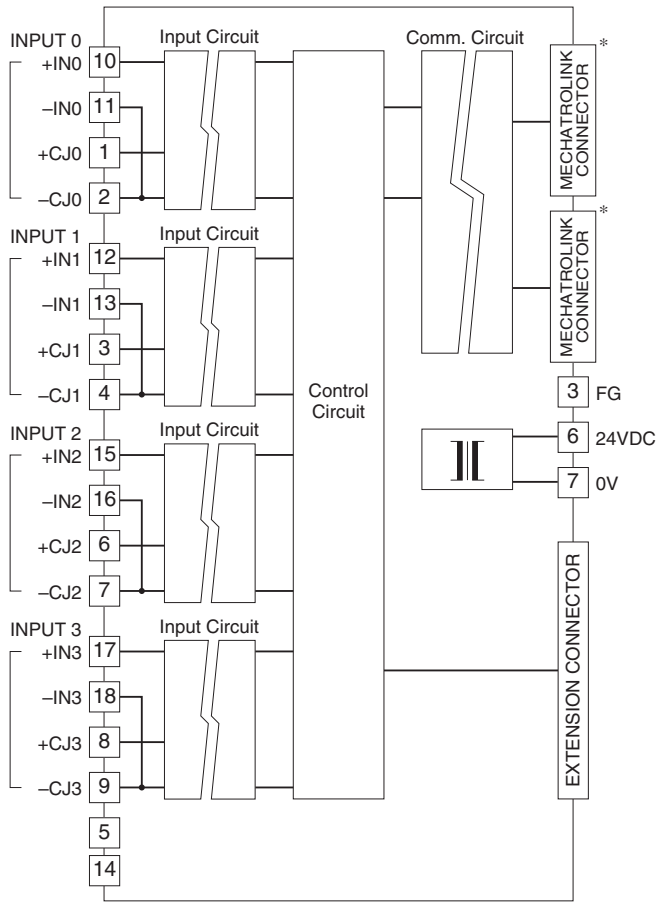 INPUT 0
Input Circuit
Comm. Circuit
*
+IN0 10
−IN0 11
+CJ0 1
−CJ0 2
MECHATROLINK
CONNECTOR
INPUT 1
Input Circuit
*
+IN1 12
−IN1 13
+CJ1 3
−CJ1 4
MECHATROLINK
CONNECTOR
Control
Circuit
3 FG
INPUT 2
Input Circuit
6 24VDC
7 0V
+IN2 15
−IN2 16
+CJ2 6
−CJ2 7
EXTENSION CONNECTOR
INPUT 3
Input Circuit
+IN3 17
−IN3 18
+CJ3 8
−CJ3 9
5
14